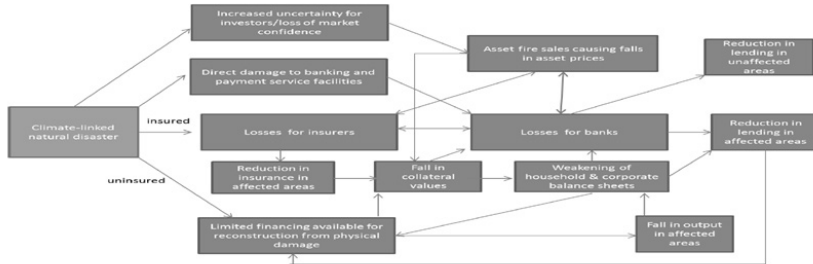 Increased uncertainty for
investors/loss of market
confidence
Asset fire sales causing falls
in asset prices
Reduction in
lending in
unaffected areas
Direct damage to banking and
payment service facilities
Climate-linked
natural disaster
insured
Losses for insurers
Losses for banks
Reduction in
lending in
affected areas
Reduction in
insurance in
affected areas
Fall in
collateral
values
Weakening of
household & corporate
balance sheets
uninsured
Limited financing available for
reconstruction from physical
damage
Fall in output
in affected
areas